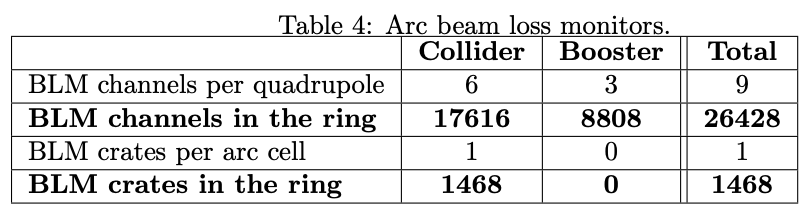 Table 4: Arc beam loss monitors.
Collider Booster Total
BLM channels per quadrupole 6 3 9
BLM channels in the ring 17616 8808 26428
BLM crates per arc cell 1 0 1
BLM crates in the ring 1468 0 1468